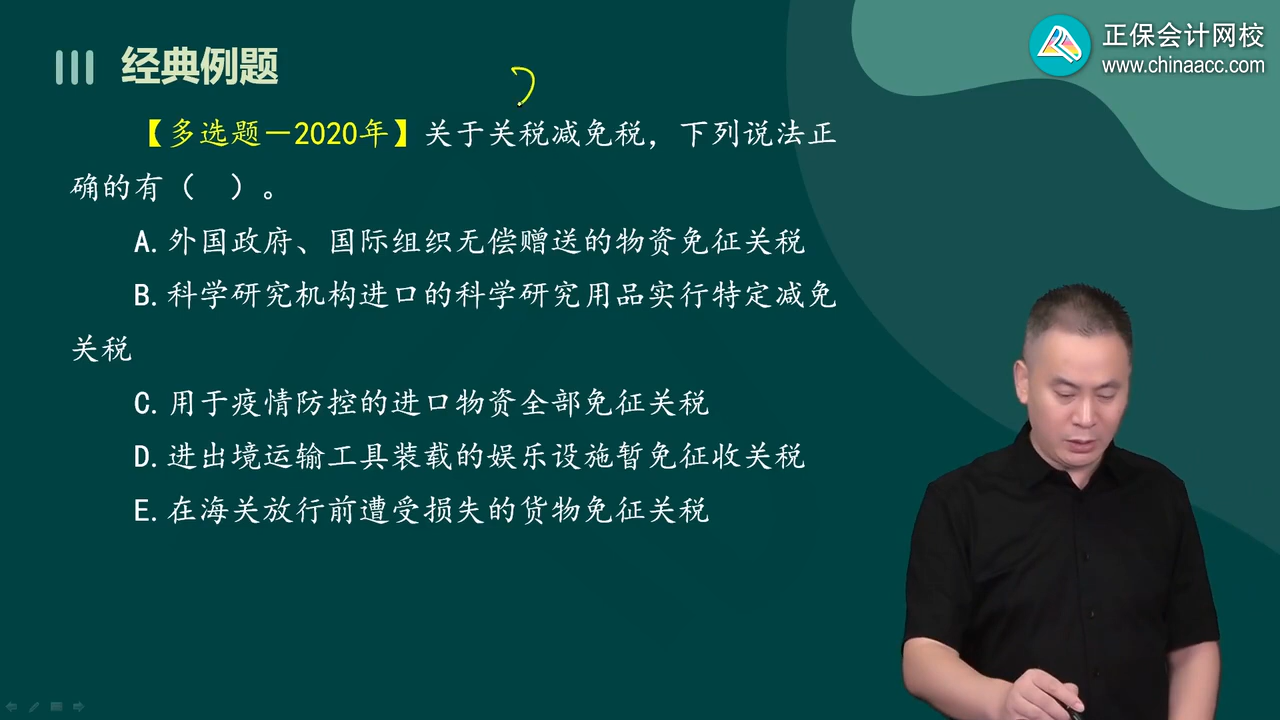 经典例题
正保会计网校
www.chinaacc.com
【多选题－2020年】关于关税减免税，下列说法正
确的有（ ）。
A.外国政府、国际组织无偿赠送的物资免征关税
B.科学研究机构进口的科学研究用品实行特定减免
关税
C.用于疫情防控的进口物资全部免征关税
D.进出境运输工具装载的娱乐设施暂免征收关税
E.在海关放行前遭受损失的货物免征关税